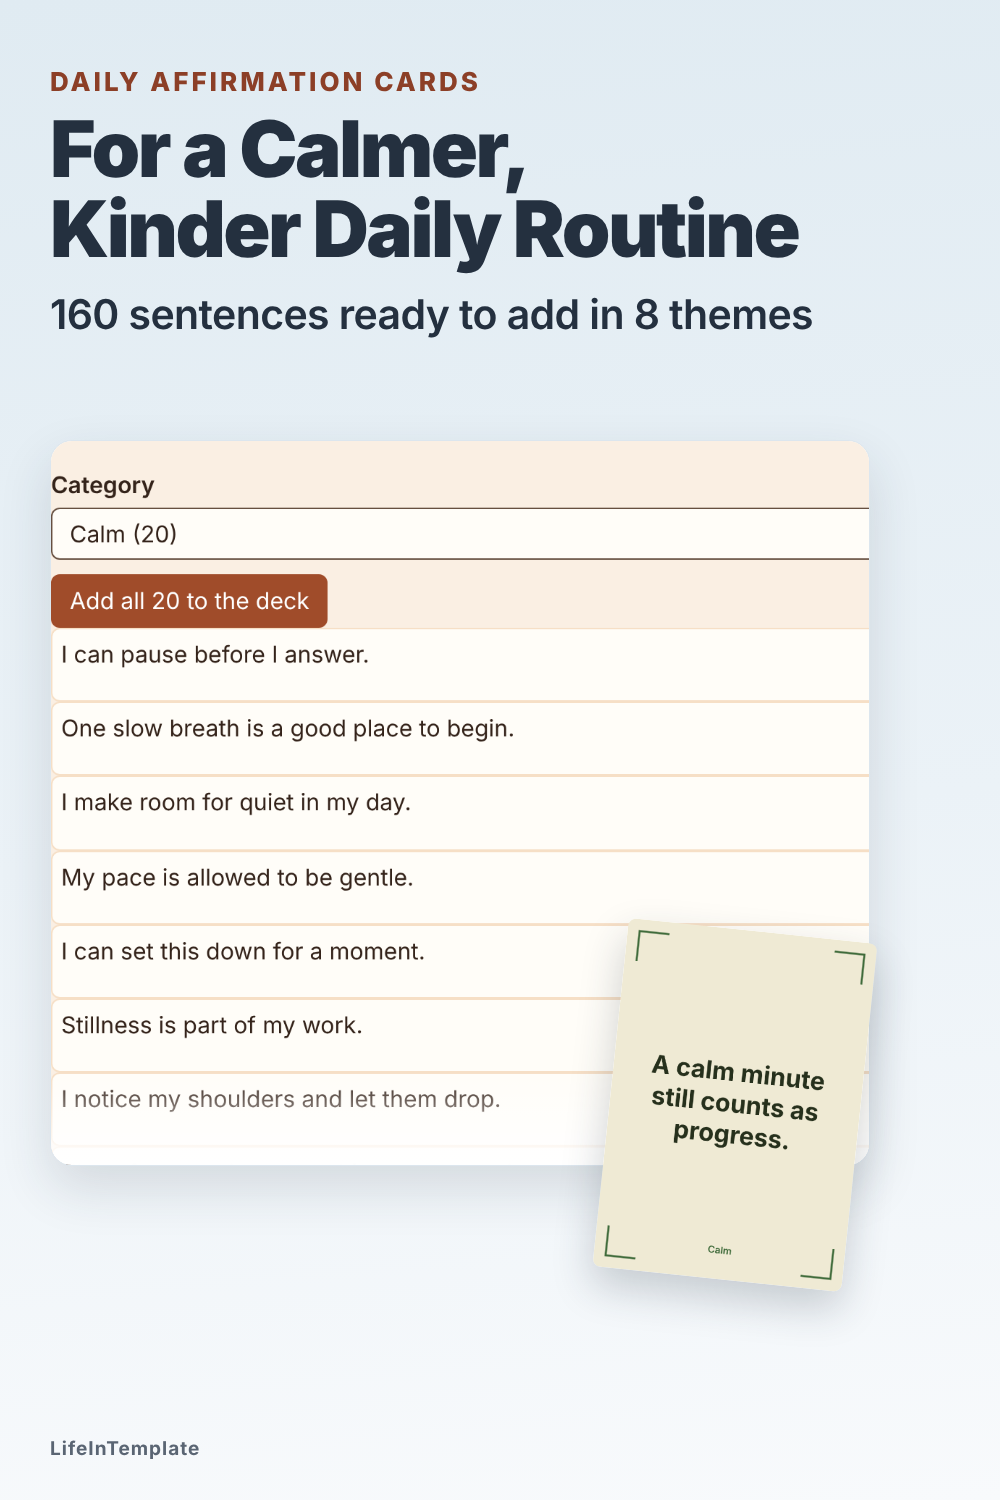 DAILY AFFIRMATION CARDS
For a Calmer,
Kinder Daily Routine
160 sentences ready to add in 8 themes
Category
Calm (20)
Add all 20 to the deck
I can pause before I answer.
One slow breath is a good place to begin.
I make room for quiet in my day.
My pace is allowed to be gentle.
I can set this down for a moment.
Stillness is part of my work.
I notice my shoulders and let them drop.
A calm minute
still counts as
progress.
Calm
LifeInTemplate